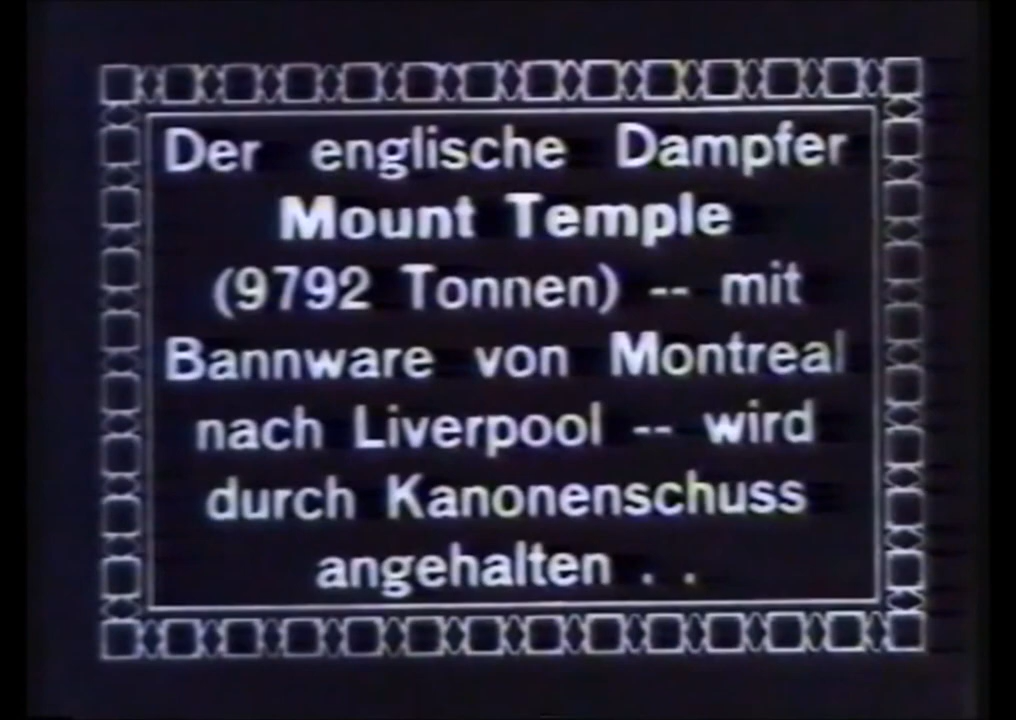 Der englische Dampfer
Mount Temple
(9792 Tonnen) -- mit
Bannware von Montreal
nach Liverpool -- wird
durch Kanonenschuss
angehalten . .